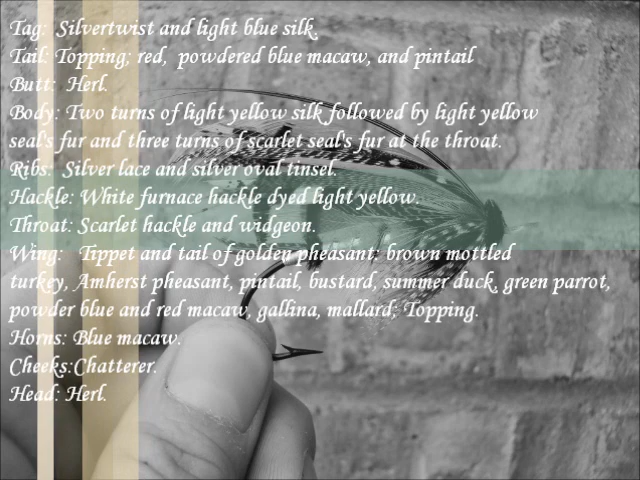 Tag: Silvertwist and light blue silk.
Tail: Topping; red, powdered blue macaw, and pintail
Butt: Herl.
Body: Two turns of light yellow silk followed by light yellow
seal's fur and three turns of scarlet seal's fur at the throat.
Ribs: Silver lace and silver oval tinsel.
Hackle: White furnace hackle dyed light yellow.
Throat: Scarlet hackle and widgeon.
Wing: Tippet and tail of golden pheasant; brown mottled
turkey, Amherst pheasant, pintail, bustard, summer duck, green parrot,
powder blue and red macaw, gallina, mallard; Topping.
Horns: Blue macaw.
Cheeks:Chatterer.
Head: Herl.